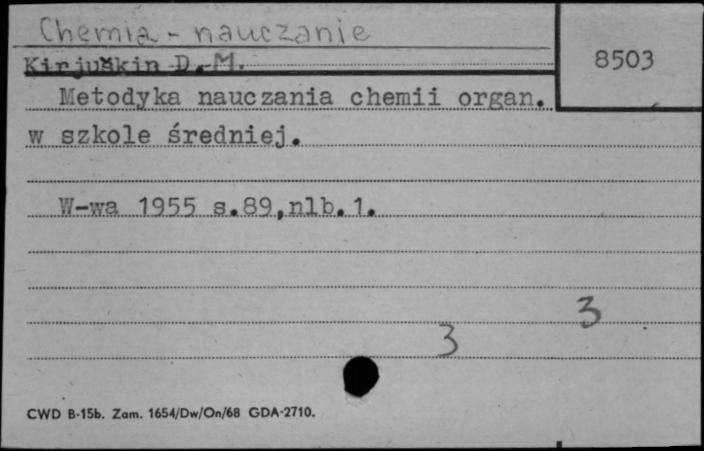 Chemia - nauczanie
8503
Kirjuškin D.M.
Metodyka nauczania chemii organ.
w szkole średniej.
W-wa 1955 s.89,nlb.1.
3
3
CWD B-15b. Zam. 1654/Dw/On/68 GDA-2710.